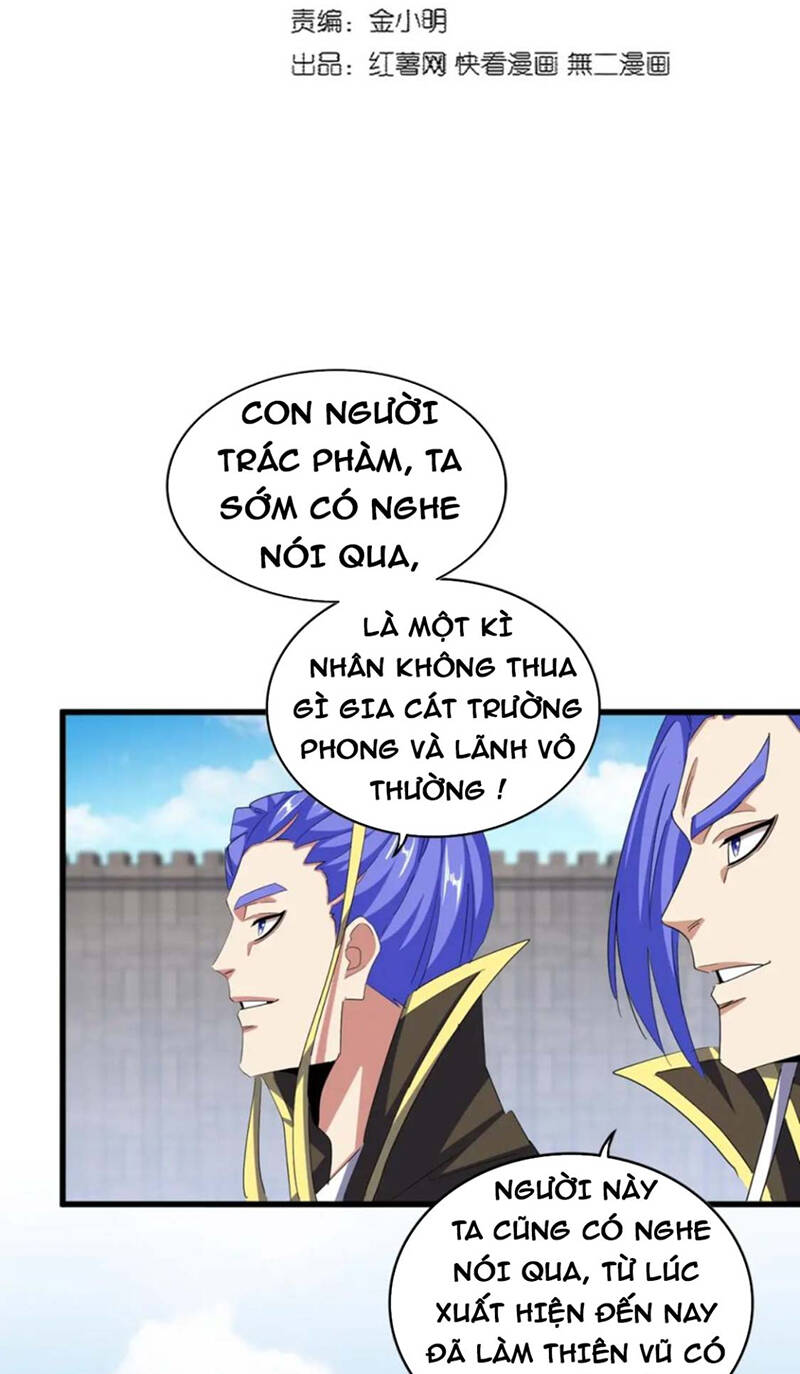 责编：金小明
出品：红薯网 快看漫画 無二漫画
CON NGƯỜI
TRÁC PHÀM, TA
SỚM CÓ NGHE
NÓI QUA,
LÀ MỘT KÌ
NHÂN KHÔNG THUA
GÌ GIA CÁT TRƯỜNG
PHONG VÀ LÃNH VÔ
THƯỜNG !
NGƯỜI NÀY
TA CŨNG CÓ NGHE
NÓI QUA, TỪ LÚC
XUẤT HIỆN ĐẾN NAY
ĐÃ LÀM THIÊN VŨ CÓ